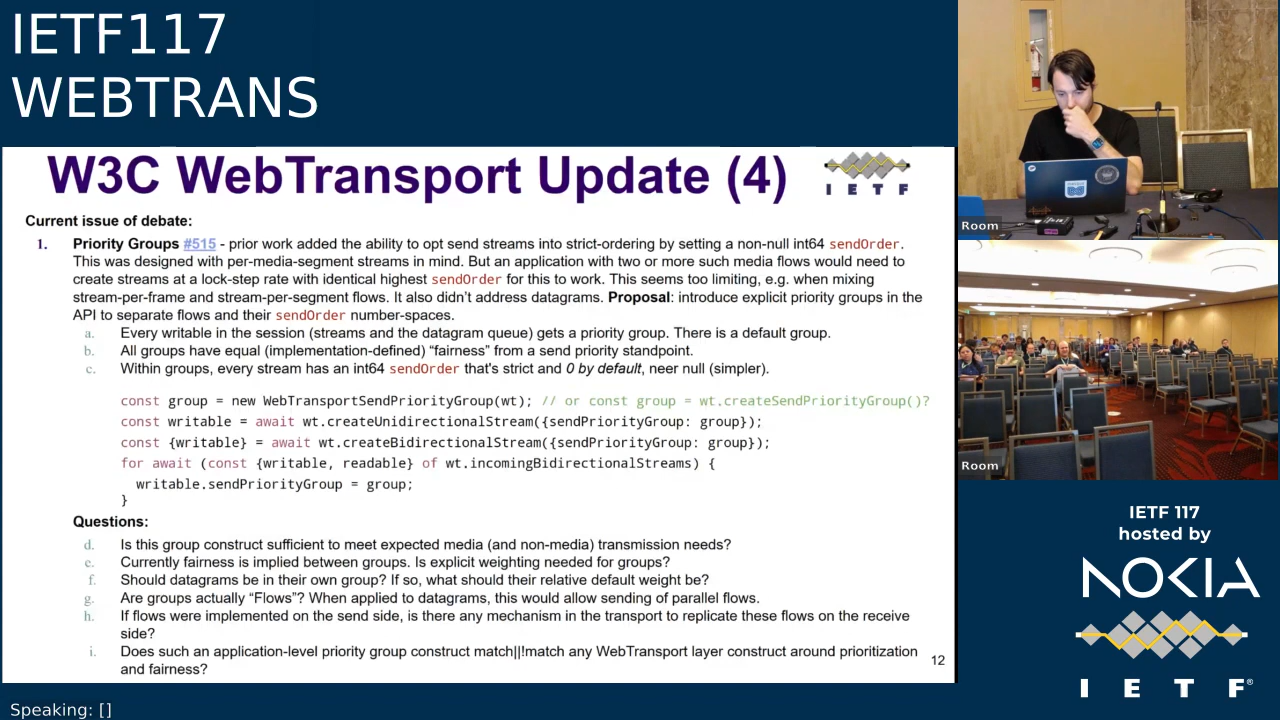 IETF117
WEBTRANS
W3C WebTransport Update (4)
I E T F
Current issue of debate:
1. Priority Groups #515 - prior work added the ability to opt send streams into strict-ordering by setting a non-null int64 sendOrder.
This was designed with per-media-segment streams in mind. But an application with two or more such media flows would need to
create streams at a lock-step rate with identical highest sendOrder for this to work. This seems too limiting, e.g. when mixing
stream-per-frame and stream-per-segment flows. It also didn't address datagrams. Proposal: introduce explicit priority groups in the
API to separate flows and their sendOrder number-spaces.
a. Every writable in the session (streams and the datagram queue) gets a priority group. There is a default group.
b. All groups have equal (implementation-defined) “fairness” from a send priority standpoint.
c. Within groups, every stream has an int64 sendOrder that's strict and 0 by default, neer null (simpler).
const group = new WebTransportSendPriorityGroup(wt); // or const group = wt.createSendPriorityGroup()?
const writable = await wt.createUnidirectionalStream({sendPriorityGroup: group});
const {writable} = await wt.createBidirectionalStream({sendPriorityGroup: group});
for await (const {writable, readable} of wt.incomingBidirectionalStreams) {
writable.sendPriorityGroup = group;
}
Questions:
d. Is this group construct sufficient to meet expected media (and non-media) transmission needs?
e. Currently fairness is implied between groups. Is explicit weighting needed for groups?
f. Should datagrams be in their own group? If so, what should their relative default weight be?
g. Are groups actually “Flows”? When applied to datagrams, this would allow sending of parallel flows.
h. If flows were implemented on the send side, is there any mechanism in the transport to replicate these flows on the receive
side?
i. Does such an application-level priority group construct match||!match any WebTransport layer construct around prioritization
and fairness?
12
Room
Room
IETF 117
hosted by
NOKIA
I E T F®
Speaking: []